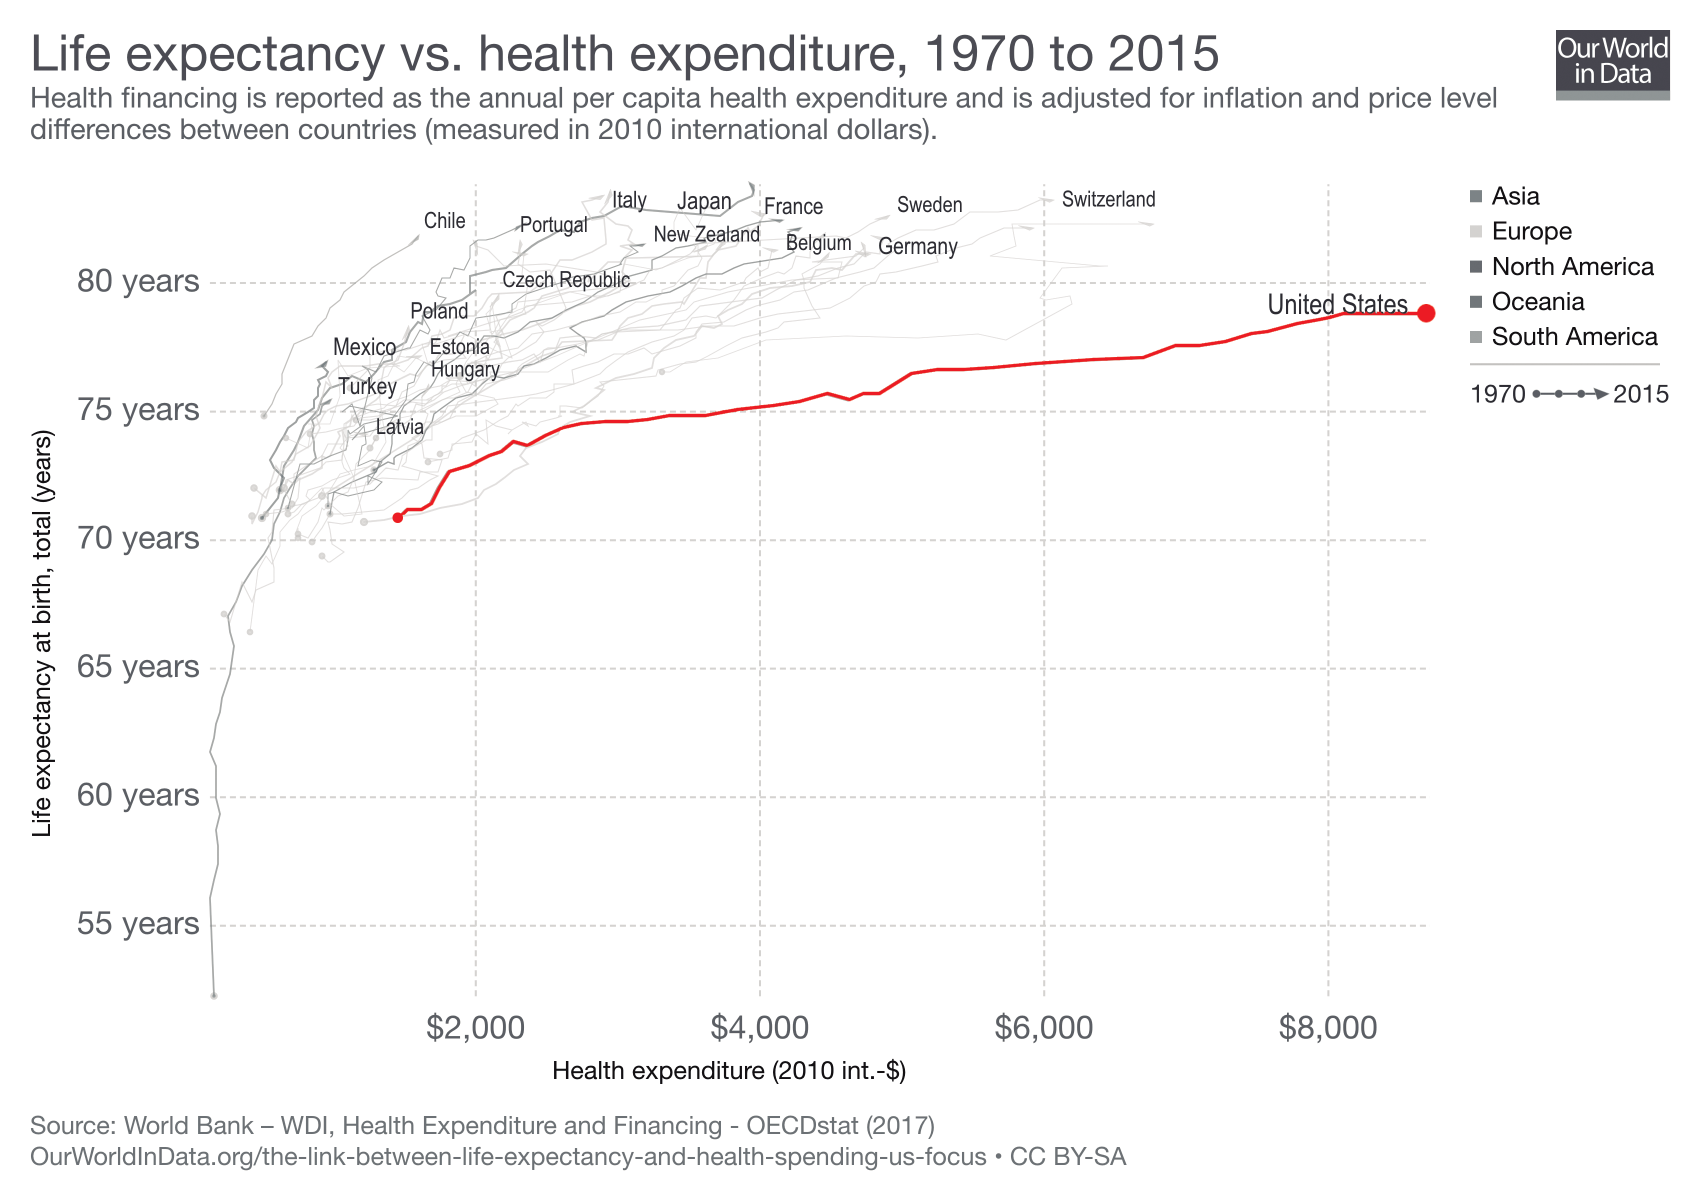 Life expectancy vs. health expenditure, 1970 to 2015
Our World
in Data
Health financing is reported as the annual per capita health expenditure and is adjusted for inflation and price level
differences between countries (measured in 2010 international dollars).
Italy
Japan
France
Sweden
Switzerland
Chile
Portugal
New Zealand
Belgium
Germany
Czech Republic
80 years
United States
Poland
Mexico
Estonia
Hungary
Turkey
75 years
Latvia
70 years
65 years
60 years
55 years
Life expectancy at birth, total (years)
$2,000
$4,000
$6,000
$8,000
Health expenditure (2010 int.-$)
Asia
Europe
North America
Oceania
South America
1970 2015
Source: World Bank – WDI, Health Expenditure and Financing - OECDstat (2017)
OurWorldInData.org/the-link-between-life-expectancy-and-health-spending-us-focus • CC BY-SA